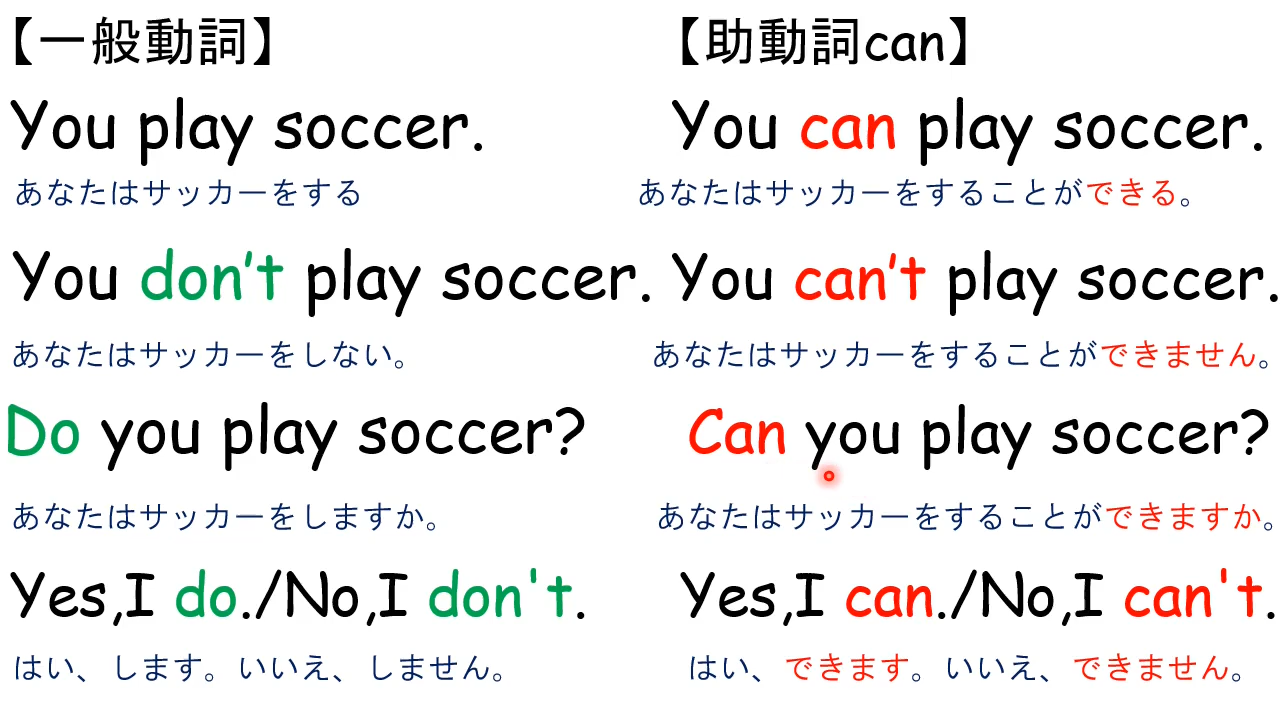 【一般動詞】
You play soccer.
あなたはサッカーをする
You don’t play soccer.
あなたはサッカーをしない。
Do you play soccer?
あなたはサッカーをしますか。
Yes,I do./No,I don't.
はい、します。いいえ、しません。
【助動詞can】
You can play soccer.
あなたはサッカーをすることができる。
You can’t play soccer.
あなたはサッカーをすることができません。
Can you play soccer?
あなたはサッカーをすることができますか。
Yes,I can./No,I can't.
はい、できます。いいえ、できません。